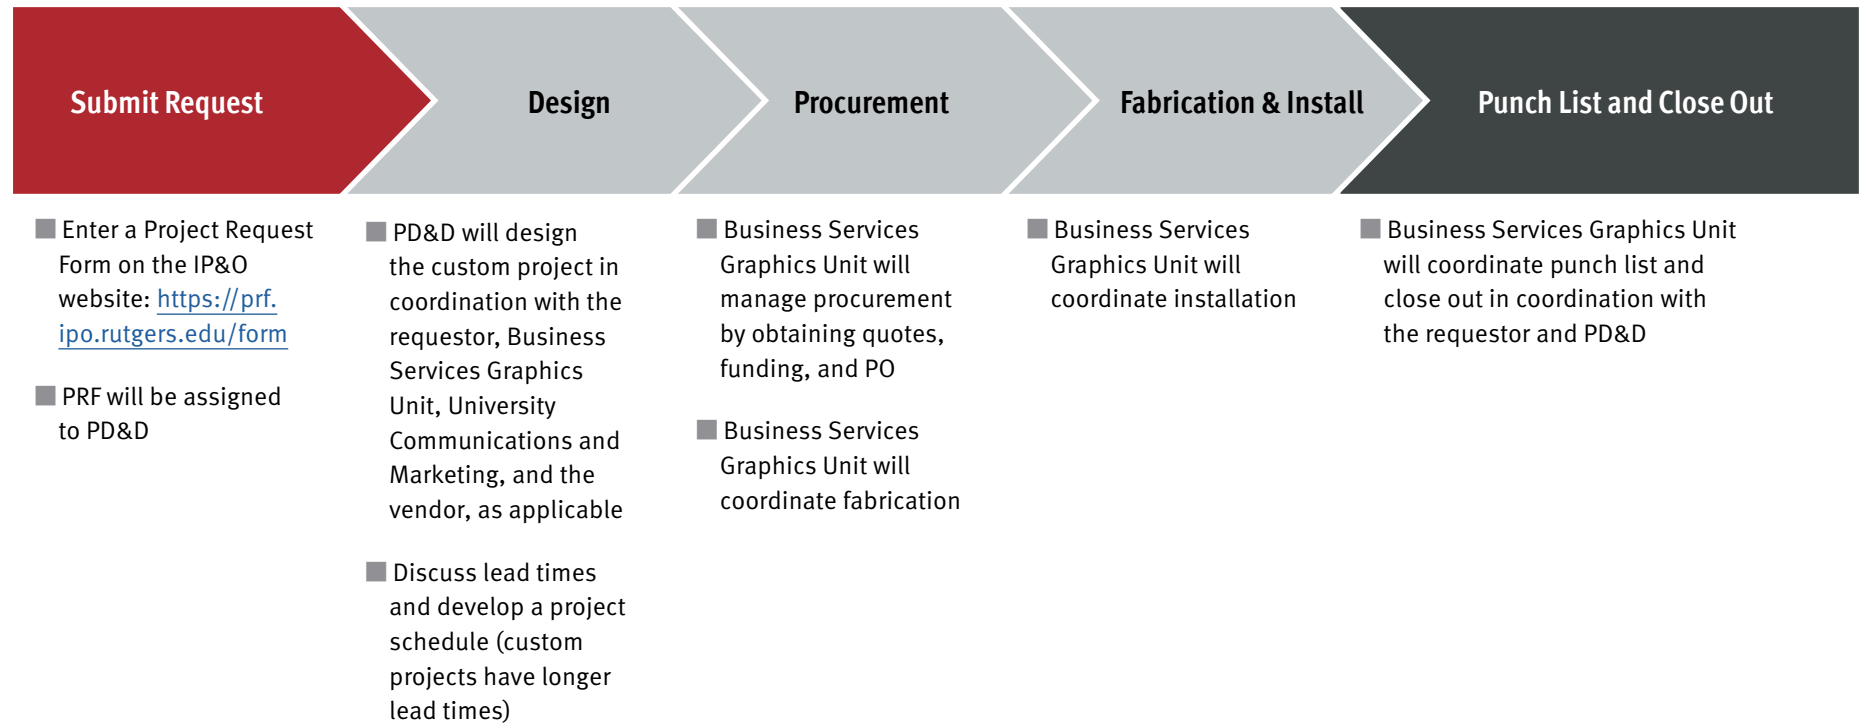 Submit Request
Design
Procurement
Fabrication & Install
Punch List and Close Out
Enter a Project Request
Form on the IP&O
website: https://prf.
ipo.rutgers.edu/form
PRF will be assigned
to PD&D
PD&D will design
the custom project in
coordination with the
requestor, Business
Services Graphics
Unit, University
Communications and
Marketing, and the
vendor, as applicable
Discuss lead times
and develop a project
schedule (custom
projects have longer
lead times)
Business Services
Graphics Unit will
manage procurement
by obtaining quotes,
funding, and PO
Business Services
Graphics Unit will
coordinate fabrication
Business Services
Graphics Unit will
coordinate installation
Business Services Graphics Unit
will coordinate punch list and
close out in coordination with
the requestor and PD&D